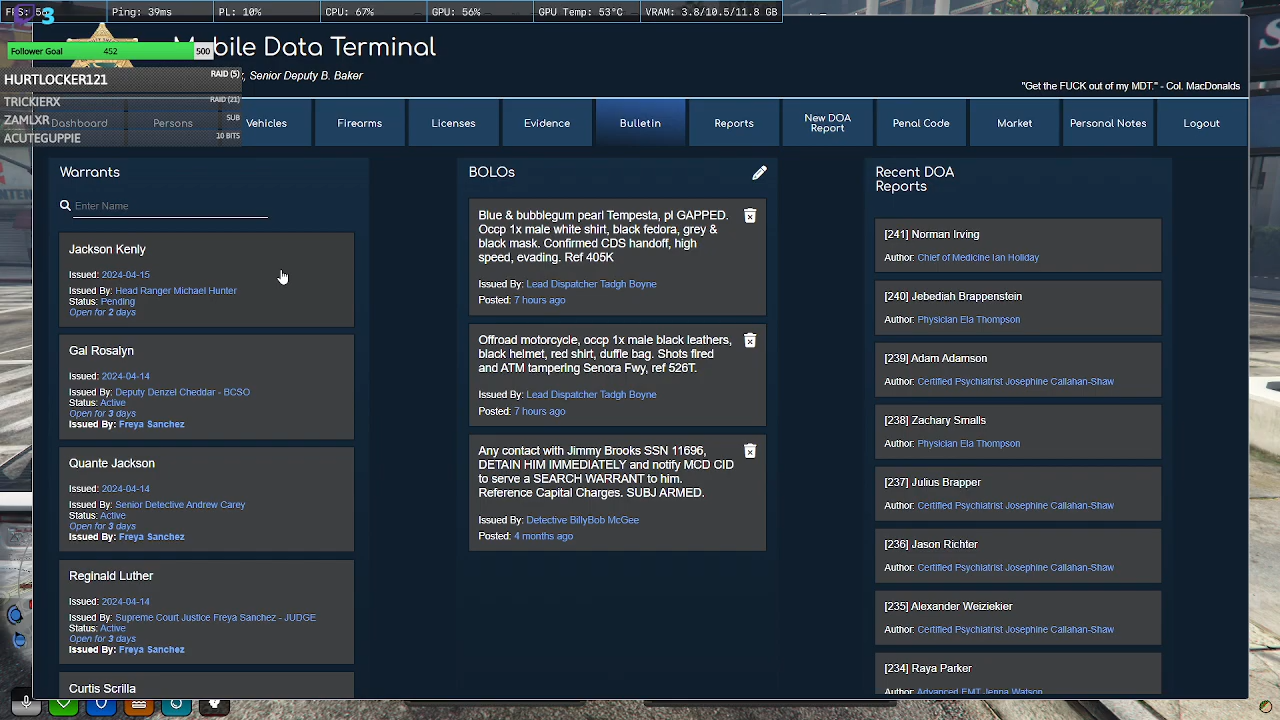 Ping: 39ms
PL: 10%
CPU: 67%
GPU: 56%
GPU Temp: 53°C
3
Mobile Data Terminal
Follower Goal
452
500
, Senior Deputy B. Baker
HURTLOCKER121
RAID (5)
"Get the FUCK out of my MDT." - Col. MacDonalds
TRICKIERX
RAID (21)
ZAMLXR
SUB
ACUTEGUPPIE
10 BITS
Dashboard
Persons
Vehicles
Firearms
Licenses
Evidence
Bulletin
Reports
New DOA
Report
Penal Code
Market
Personal Notes
Logout
Warrants
Enter Name
Jackson Kenly
Issued: 2024-04-15
Issued By: Head Ranger Michael Hunter
Status: Pending
Open for 2 days
Gal Rosalyn
Issued: 2024-04-14
Issued By: Deputy Denzel Cheddar - BCSO
Status: Active
Open for 3 days
Issued By: Freya Sanchez
Quante Jackson
Issued: 2024-04-14
Issued By: Senior Detective Andrew Carey
Status: Active
Open for 3 days
Issued By: Freya Sanchez
Reginald Luther
Issued: 2024-04-14
Issued By: Supreme Court Justice Freya Sanchez - JUDGE
Status: Active
Open for 3 days
Issued By: Freya Sanchez
Curtis Scrilla
BOLOs
Blue & bubblegum pearl Tempesta, pl GAPPED.
Occp 1x male white shirt, black fedora, grey &
black mask. Confirmed CDS handoff, high
speed, evading. Ref 405K
Issued By: Lead Dispatcher Tadgh Boyne
Posted: 7 hours ago
Offroad motorcycle, occp 1x male black leathers,
black helmet, red shirt, duffle bag. Shots fired
and ATM tampering Senora Fwy, ref 526T.
Issued By: Lead Dispatcher Tadgh Boyne
Posted: 7 hours ago
Any contact with Jimmy Brooks SSN 11696,
DETAIN HIM IMMEDIATELY and notify MCD CID
to serve a SEARCH WARRANT to him.
Reference Capital Charges. SUBJ ARMED.
Issued By: Detective BillyBob McGee
Posted: 4 months ago
Recent DOA
Reports
[241] Norman Irving
Author: Chief of Medicine Ian Holiday
[240] Jebediah Brappenstein
Author: Physician Ela Thompson
[239] Adam Adamson
Author: Certified Psychiatrist Josephine Callahan-Shaw
[238] Zachary Smalls
Author: Physician Ela Thompson
[237] Julius Brapper
Author: Certified Psychiatrist Josephine Callahan-Shaw
[236] Jason Richter
Author: Certified Psychiatrist Josephine Callahan-Shaw
[235] Alexander Weiziekier
Author: Certified Psychiatrist Josephine Callahan-Shaw
[234] Raya Parker
Author: Advanced EMT Jenna Watson